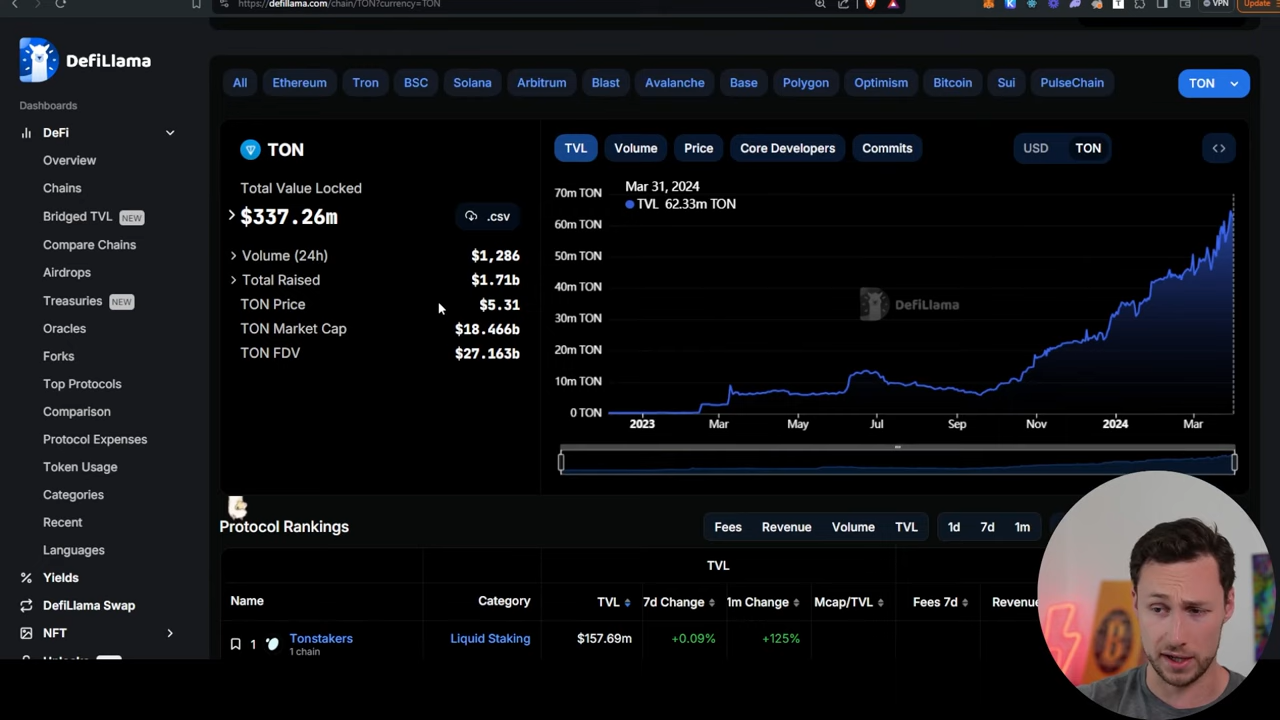 https://defillama.com/chain/TON?currency=TON
VPN
Update
DefiLlama
Dashboards
DeFi
Overview
Chains
Bridged TVL NEW
Compare Chains
Airdrops
Treasuries NEW
Oracles
Forks
Top Protocols
Comparison
Protocol Expenses
Token Usage
Categories
Recent
Languages
Yields
DefiLlama Swap
NFT
All Ethereum Tron BSC Solana Arbitrum Blast Avalanche Base Polygon Optimism Bitcoin Sui PulseChain TON
TON
Total Value Locked
$337.26m
.csv
Volume (24h) $1,286
Total Raised $1.71b
TON Price $5.31
TON Market Cap $18.466b
TON FDV $27.163b
TVL Volume Price Core Developers Commits USD TON
Mar 31, 2024
TVL 62.33m TON
70m TON
60m TON
50m TON
40m TON
30m TON
20m TON
10m TON
0 TON
DefiLlama
2023 Mar May Jul Sep Nov 2024 Mar
Protocol Rankings
Fees Revenue Volume TVL 1d 7d 1m
TVL
Name Category TVL 7d Change 1m Change Mcap/TVL Fees 7d Revenue
1 Tonstakers Liquid Staking $157.69m +0.09% +125%
1 chain